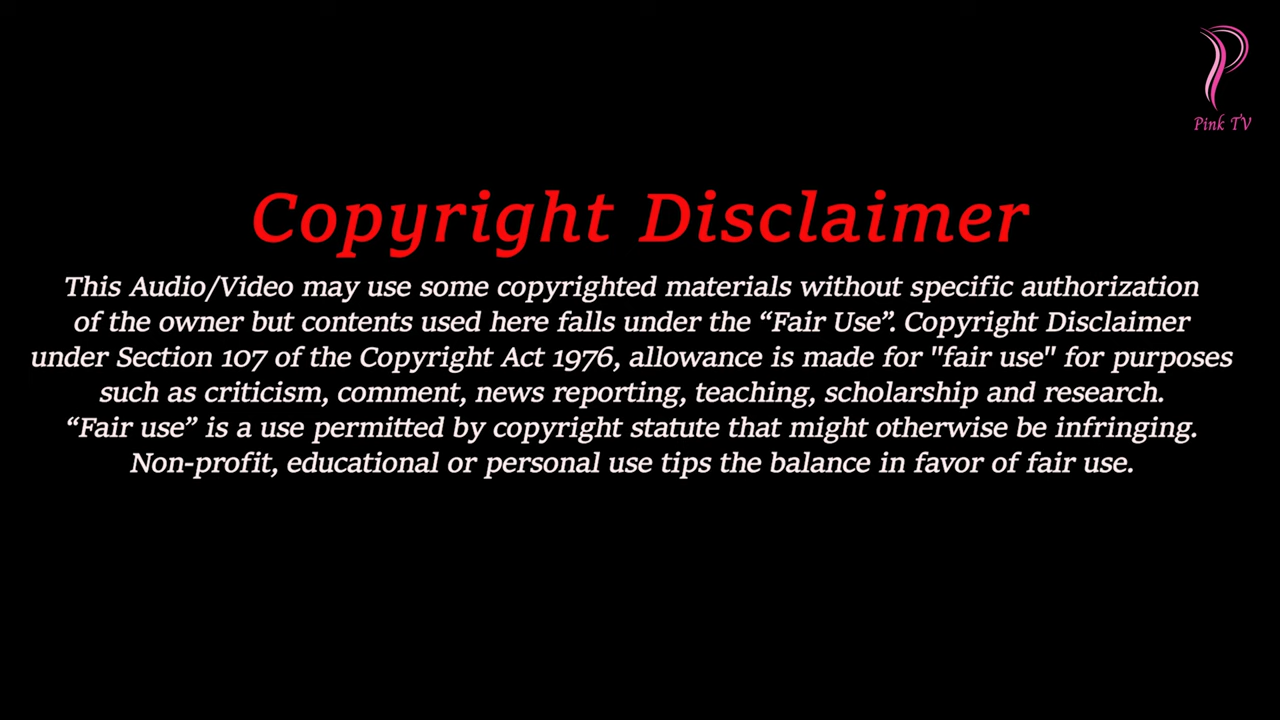 Pink TV
Copyright Disclaimer
This Audio/Video may use some copyrighted materials without specific authorization
of the owner but contents used here falls under the “Fair Use”. Copyright Disclaimer
under Section 107 of the Copyright Act 1976, allowance is made for "fair use" for purposes
such as criticism, comment, news reporting, teaching, scholarship and research.
“Fair use” is a use permitted by copyright statute that might otherwise be infringing.
Non-profit, educational or personal use tips the balance in favor of fair use.